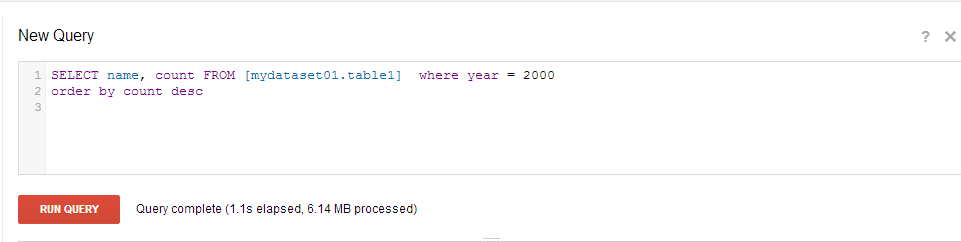 New Query
? ×
1 SELECT name, count FROM [mydataset01.table1]  where year = 2000
2 order by count desc
3
RUN QUERY Query complete (1.1s elapsed, 6.14 MB processed)